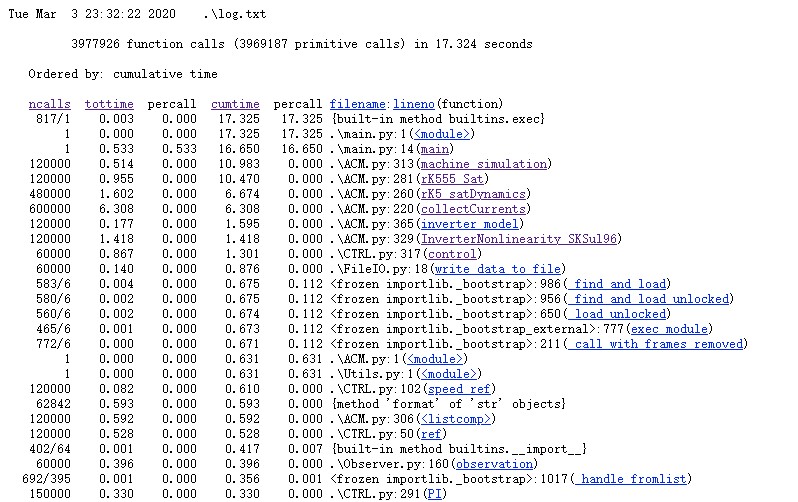 Tue Mar  3 23:32:22 2020    .\log.txt
3977926 function calls (3969187 primitive calls) in 17.324 seconds
Ordered by: cumulative time
ncalls tottime percall cumtime percall filename:lineno(function)
817/1 0.003 0.000 17.325 17.325 {built-in method builtins.exec}
1 0.000 0.000 17.325 17.325 .\main.py:1(<module>)
1 0.533 0.533 16.650 16.650 .\main.py:14(main)
120000 0.514 0.000 10.983 0.000 .\ACM.py:313(machine_simulation)
120000 0.955 0.000 10.470 0.000 .\ACM.py:281(rK555_Sat)
480000 1.602 0.000 6.674 0.000 .\ACM.py:260(rK5_satDynamics)
600000 6.308 0.000 6.308 0.000 .\ACM.py:220(collectCurrents)
120000 0.177 0.000 1.595 0.000 .\ACM.py:365(inverter_model)
120000 1.418 0.000 1.418 0.000 .\ACM.py:329(InverterNonlinearity_SKSul96)
60000 0.867 0.000 1.301 0.000 .\CTRL.py:317(control)
60000 0.140 0.000 0.876 0.000 .\FileIO.py:18(write_data_to_file)
583/6 0.004 0.000 0.675 0.112 <frozen importlib._bootstrap>:986(_find_and_load)
580/6 0.002 0.000 0.675 0.112 <frozen importlib._bootstrap>:956(_find_and_load_unlocked)
560/6 0.002 0.000 0.674 0.112 <frozen importlib._bootstrap>:650(_load_unlocked)
465/6 0.001 0.000 0.673 0.112 <frozen importlib._bootstrap_external>:777(exec_module)
772/6 0.000 0.000 0.671 0.112 <frozen importlib._bootstrap>:211(_call_with_frames_removed)
1 0.000 0.000 0.631 0.631 .\ACM.py:1(<module>)
1 0.000 0.000 0.631 0.631 .\Utils.py:1(<module>)
120000 0.082 0.000 0.610 0.000 .\CTRL.py:102(speed_ref)
62842 0.593 0.000 0.593 0.000 {method 'format' of 'str' objects}
120000 0.592 0.000 0.592 0.000 .\ACM.py:306(<listcomp>)
120000 0.528 0.000 0.528 0.000 .\CTRL.py:50(ref)
402/64 0.001 0.000 0.417 0.007 {built-in method builtins.__import__}
60000 0.396 0.000 0.396 0.000 .\Observer.py:160(observation)
692/395 0.001 0.000 0.356 0.001 <frozen importlib._bootstrap>:1017(_handle_fromlist)
150000 0.330 0.000 0.330 0.000 .\CTRL.py:291(PI)